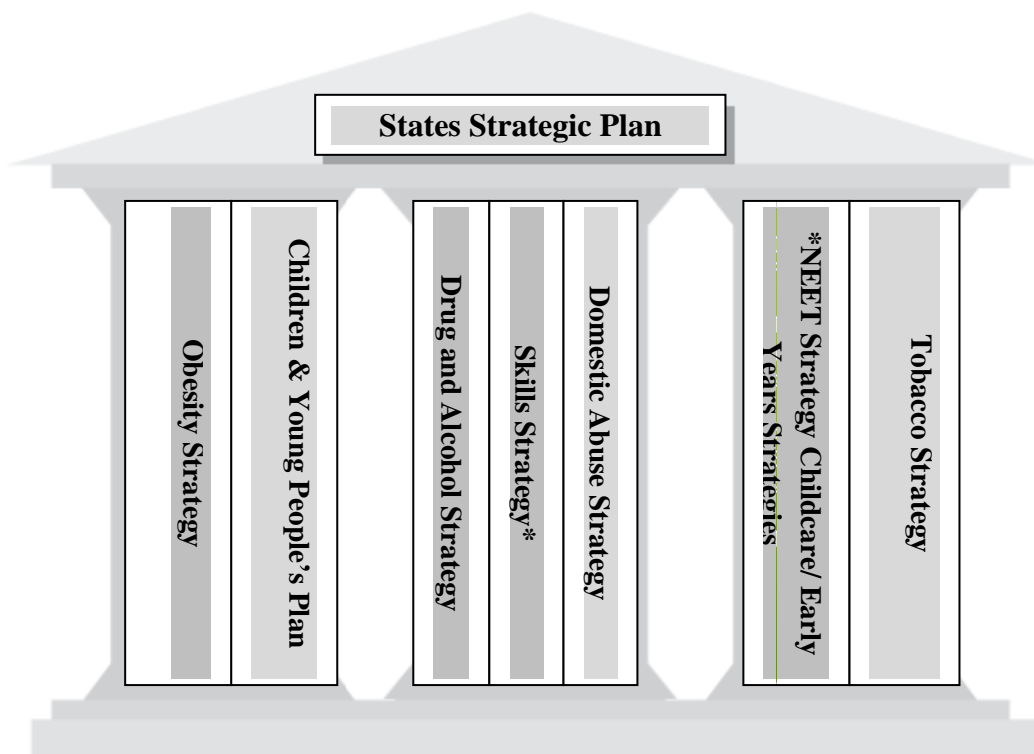 States Strategic Plan
Obesity Strategy
Children & Young People’s Plan
Drug and Alcohol Strategy
Skills Strategy*
Domestic Abuse Strategy
*NEET Strategy Childcare/ Early
Years Strategies
Tobacco Strategy